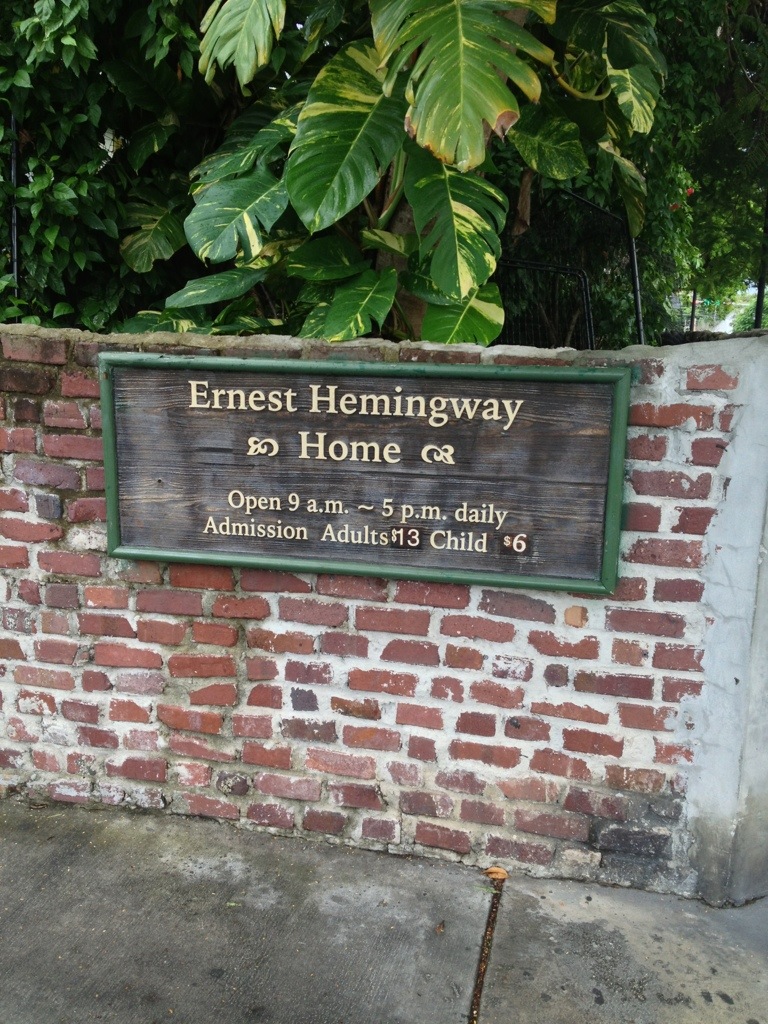 Ernest Hemingway
Home
Open 9 a.m. ~ 5 p.m. daily
Admission Adults $13 Child $6